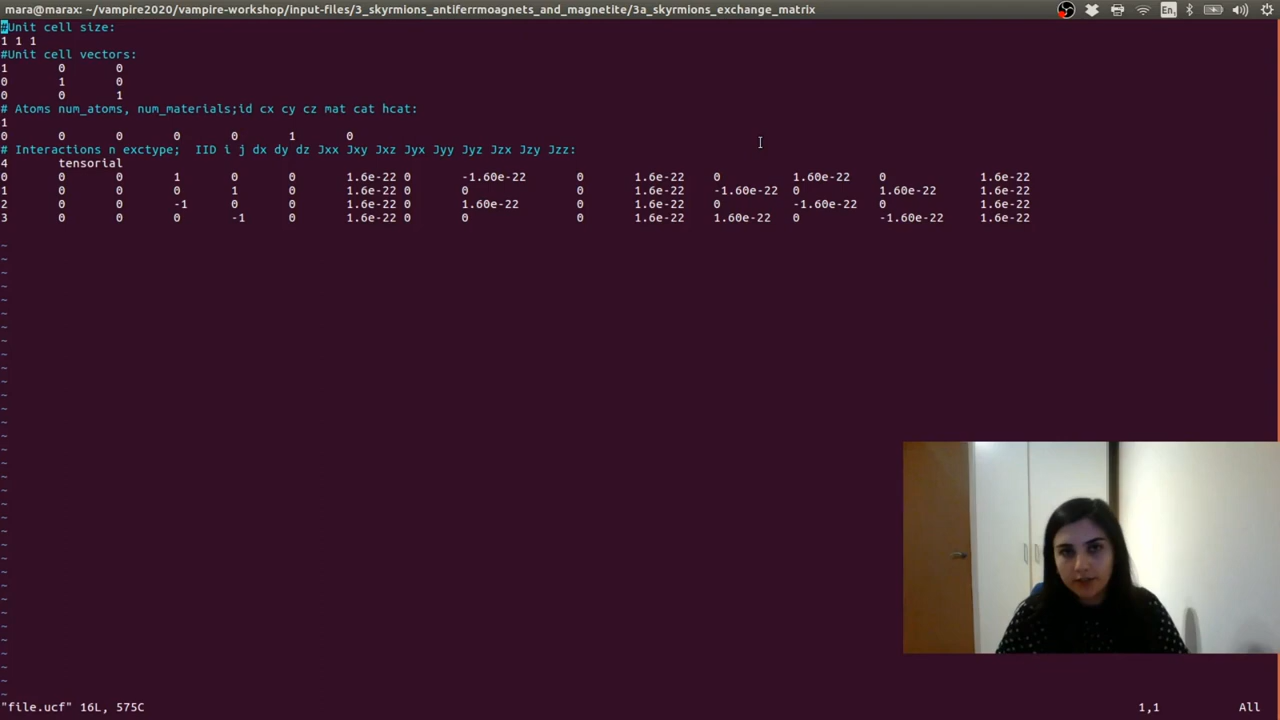 mara@marax: ~/vampire2020/vampire-workshop/input-files/3_skyrmions_antiferrmoagnets_and_magnetite/3a_skyrmions_exchange_matrix
En
#Unit cell size:
1 1 1
#Unit cell vectors:
1 0 0
0 1 0
0 0 1
# Atoms num_atoms, num_materials;id cx cy cz mat cat hcat:
1
0 0 0 0 0 1 0
# Interactions n exctype; IID i j dx dy dz Jxx Jxy Jxz Jyx Jyy Jyz Jzx Jzy Jzz:
4 tensorial
0 0 0 1 0 0 1.6e-22 0 -1.60e-22 0 1.6e-22 0 1.60e-22 0 1.6e-22
1 0 0 0 1 0 1.6e-22 0 0 0 1.6e-22 -1.60e-22 0 1.60e-22 1.6e-22
2 0 0 -1 0 0 1.6e-22 0 1.60e-22 0 1.6e-22 0 -1.60e-22 0 1.6e-22
3 0 0 0 -1 0 1.6e-22 0 0 0 1.6e-22 1.60e-22 0 -1.60e-22 1.6e-22
"file.ucf" 16L, 575C 1,1 All